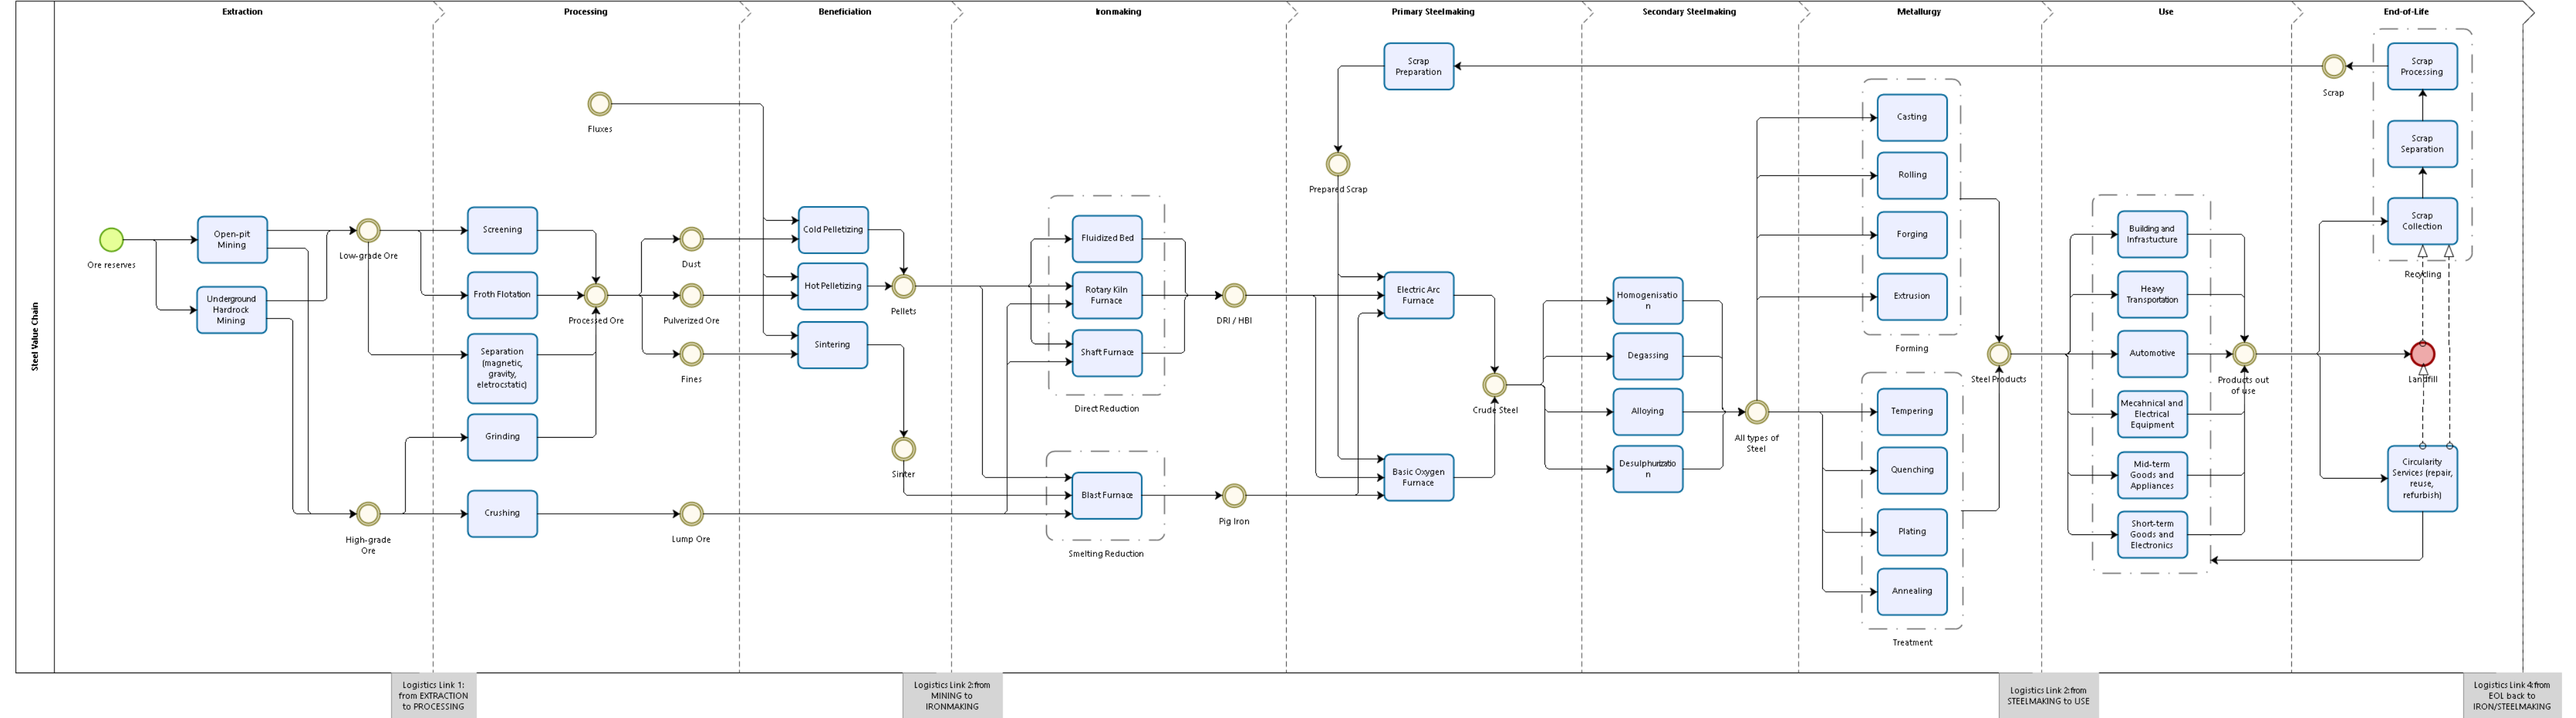 Extraction
Processing
Beneficiation
Ironmaking
Primary Steelmaking
Secondary Steelmaking
Metallurgy
Use
End-of-Life
Steel Value Chain
Ore reserves
Open-pit
Mining
Underground
Hardrock
Mining
Low-grade Ore
High-grade
Ore
Screening
Froth Flotation
Separation
(magnetic,
gravity,
eletrocstatic)
Grinding
Crushing
Fluxes
Processed Ore
Dust
Pulverized Ore
Fines
Lump Ore
Cold Pelletizing
Hot Pelletizing
Sintering
Pellets
Sinter
Fluidized Bed
Rotary Kiln
Furnace
Shaft Furnace
Direct Reduction
Blast Furnace
Smelting Reduction
DRI / HBI
Pig Iron
Scrap
Preparation
Prepared Scrap
Electric Arc
Furnace
Basic Oxygen
Furnace
Crude Steel
Homogenisatio
n
Degassing
Alloying
Desulphurizatio
n
All types of
Steel
Casting
Rolling
Forging
Extrusion
Forming
Tempering
Quenching
Plating
Annealing
Treatment
Steel Products
Building and
Infrastucture
Heavy
Transportation
Automotive
Mecahnical and
Electrical
Equipment
Mid-term
Goods and
Appliances
Short-term
Goods and
Electronics
Products out
of use
Scrap
Scrap
Processing
Scrap
Separation
Scrap
Collection
Recycling
Landfill
Circularity
Services (repair,
reuse,
refurbish)
Logistics Link 1:
from EXTRACTION
to PROCESSING
Logistics Link 2:from
MINING to
IRONMAKING
Logistics Link 2:from
STEELMAKING to USE
Logistics Link 4:from
EOL back to
IRON/STEELMAKING